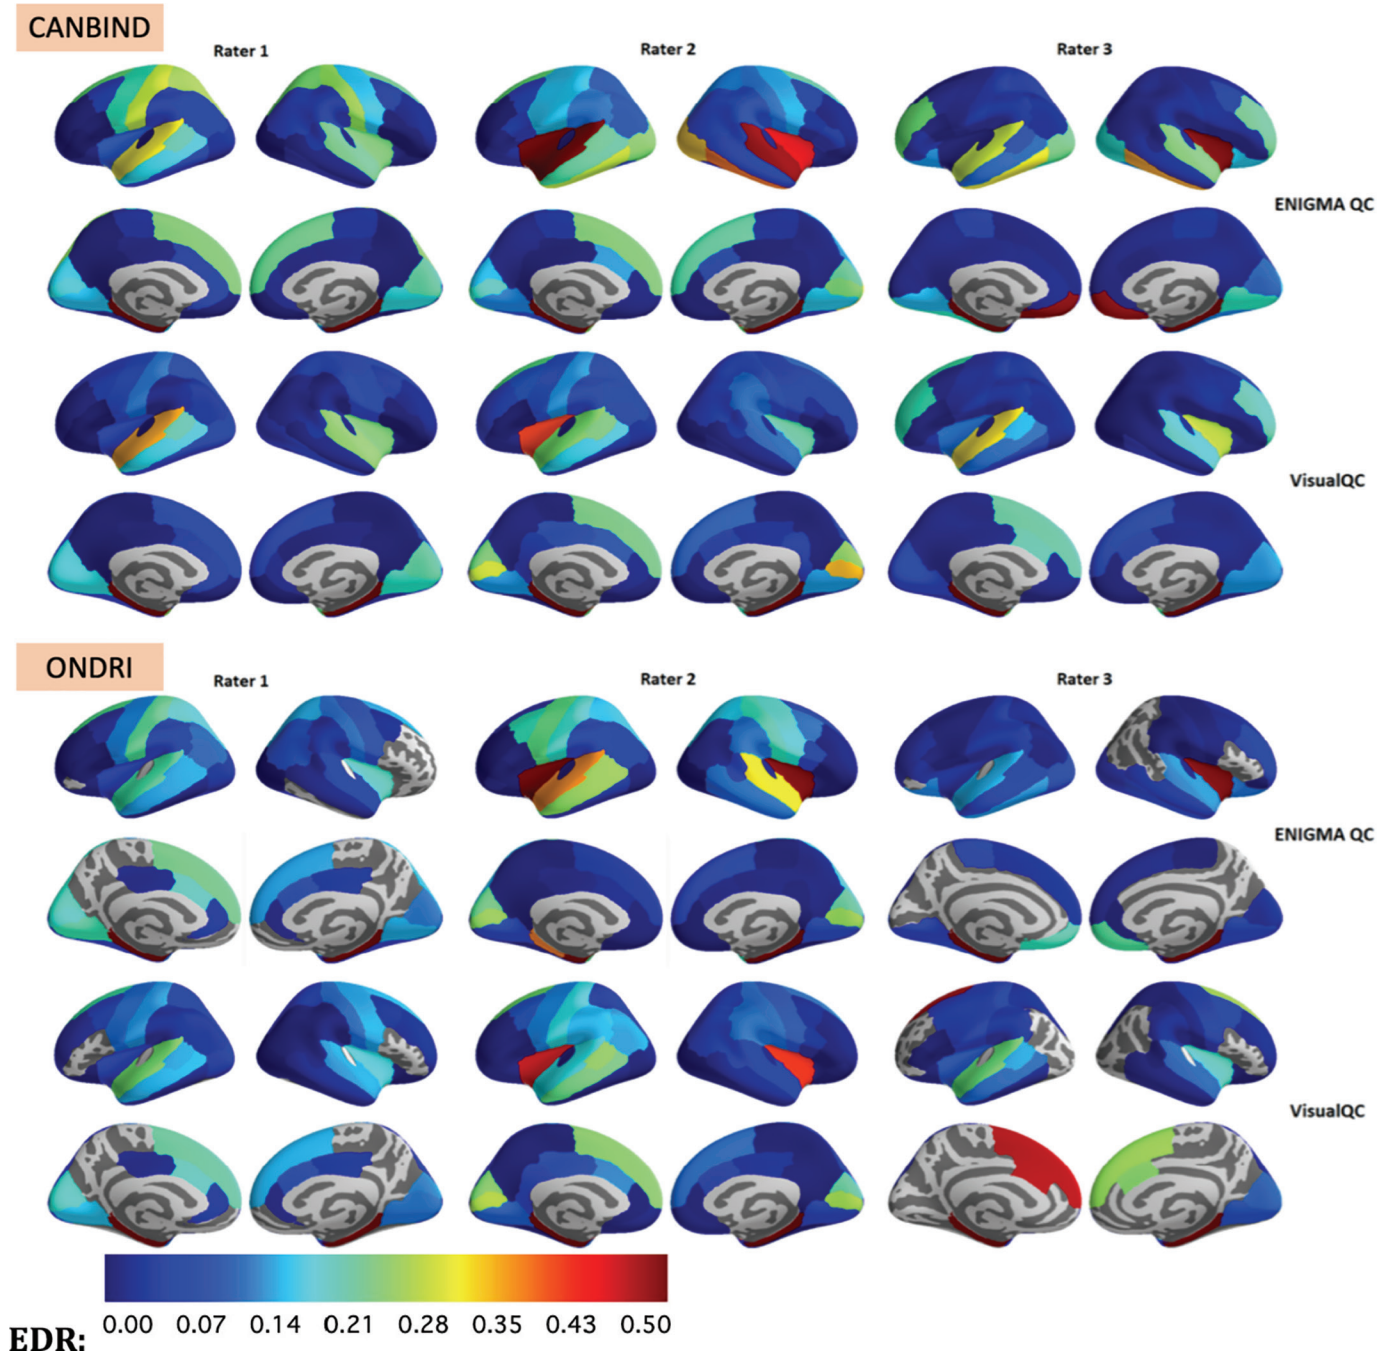 CANBIND
Rater 1
Rater 2
Rater 3
ENIGMA QC
VisualQC
ONDRI
Rater 1
Rater 2
Rater 3
ENIGMA QC
VisualQC
0.00 0.07 0.14 0.21 0.28 0.35 0.43 0.50
EDR: